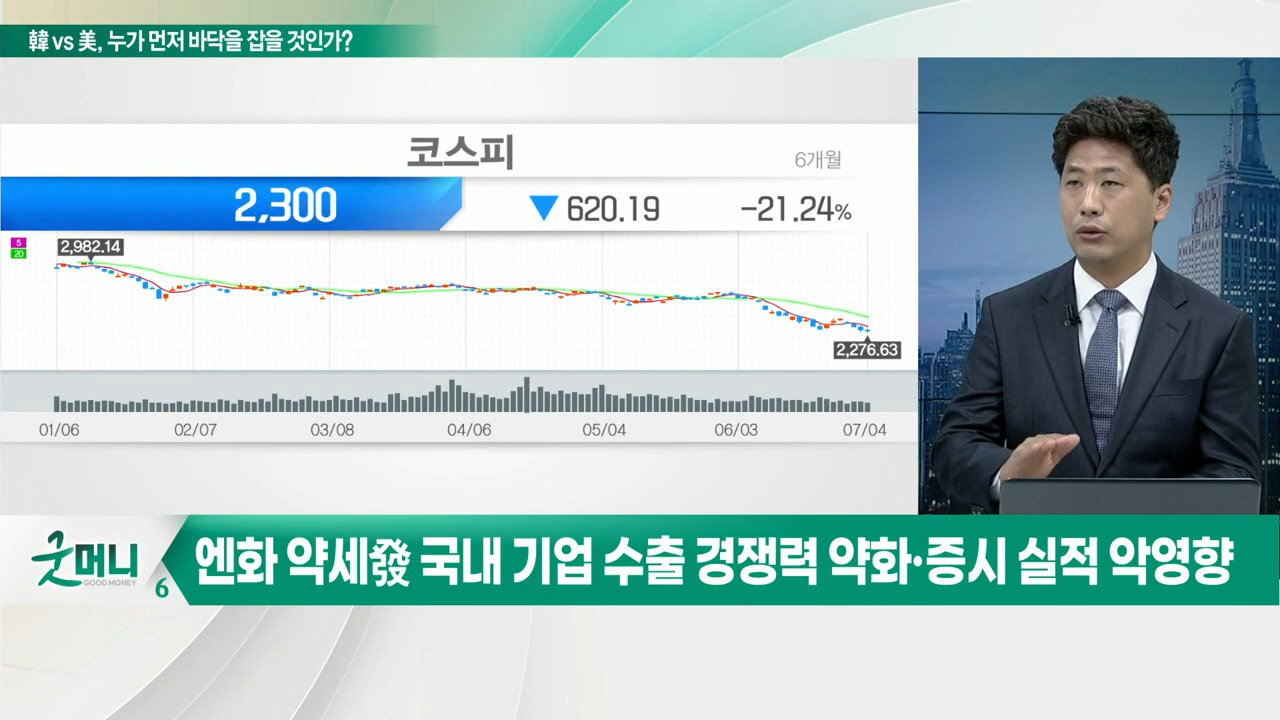 韓 vs 美, 누가 먼저 바닥을 잡을 것인가?
코스피
6개월
2,300 ▼ 620.19 -21.24%
5
20
2,982.14
2,276.63
01/06 02/07 03/08 04/06 05/04 06/03 07/04
굿머니
GOOD MONEY
6
엔화 약세發 국내 기업 수출 경쟁력 약화·증시 실적 악영향